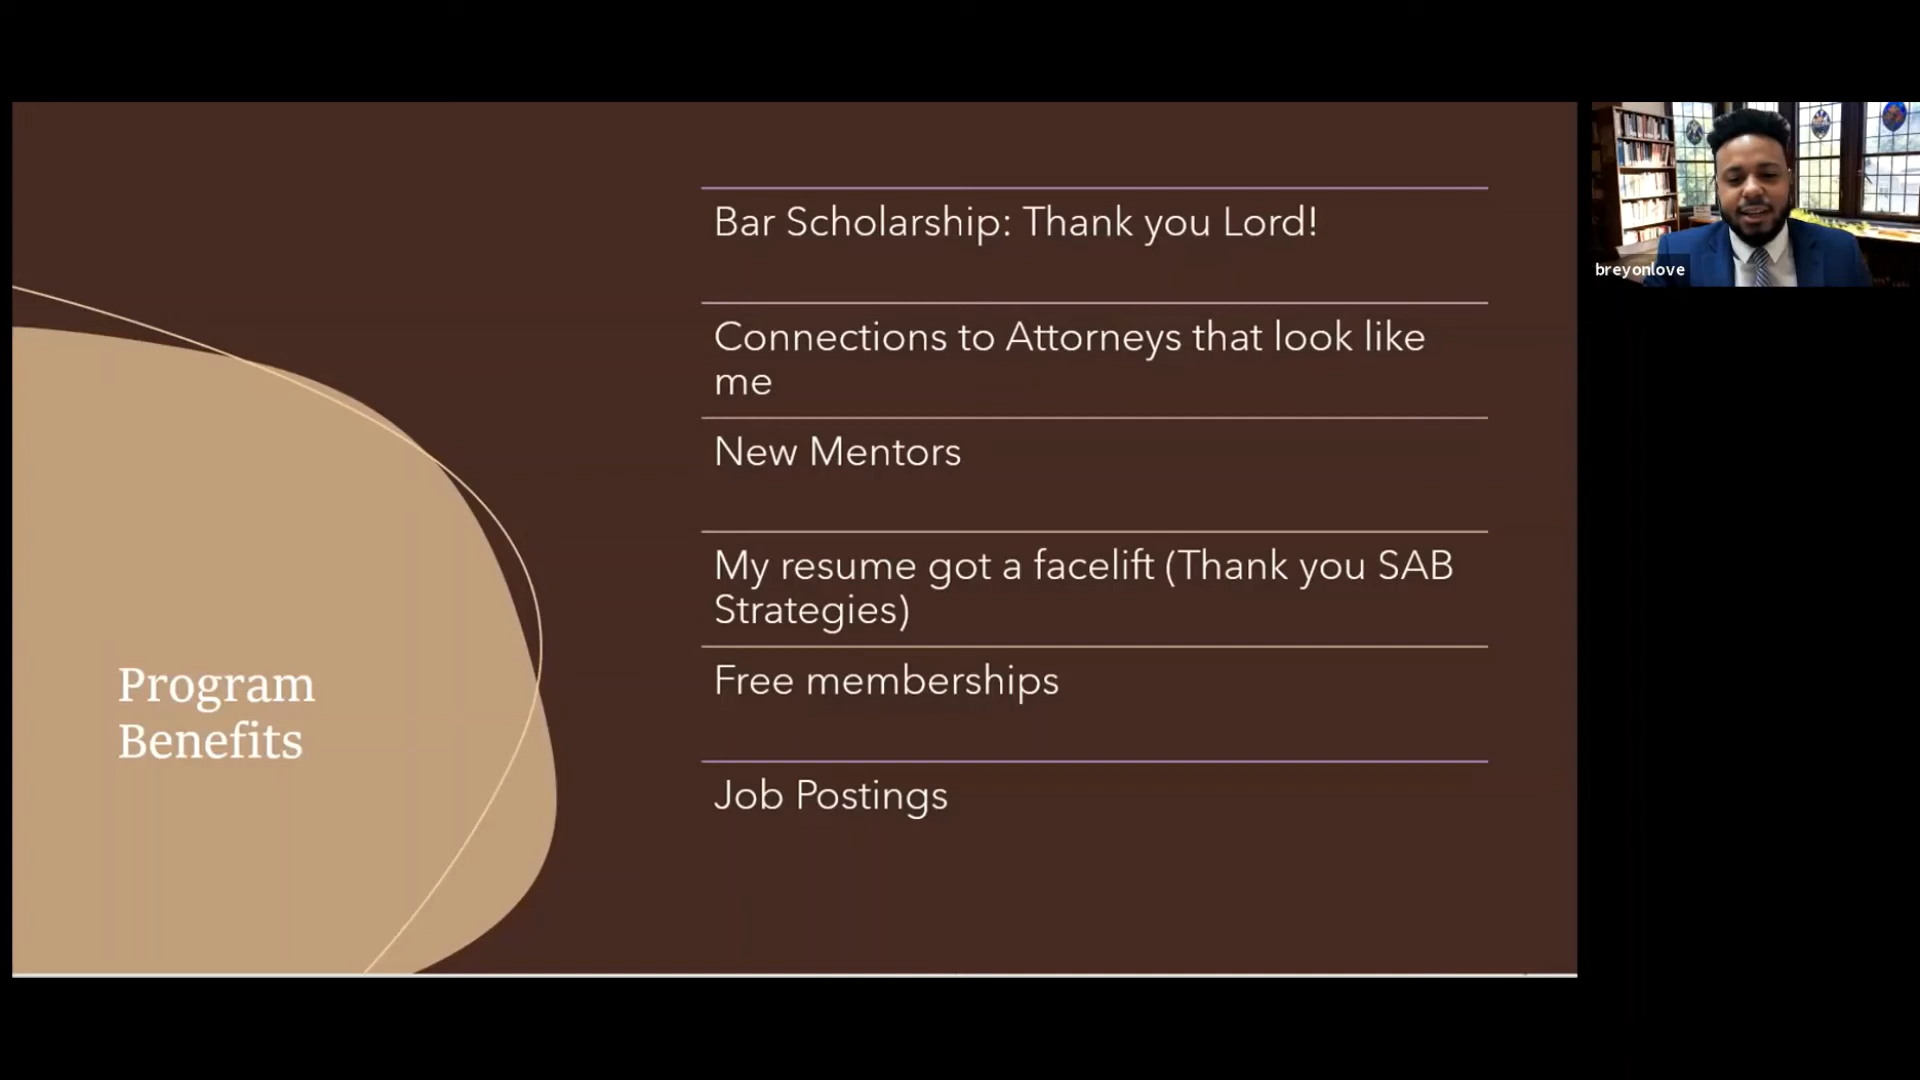 Bar Scholarship: Thank you Lord!
Connections to Attorneys that look like
me
New Mentors
My resume got a facelift (Thank you SAB
Strategies)
Free memberships
Job Postings
Program
Benefits
breyonlove